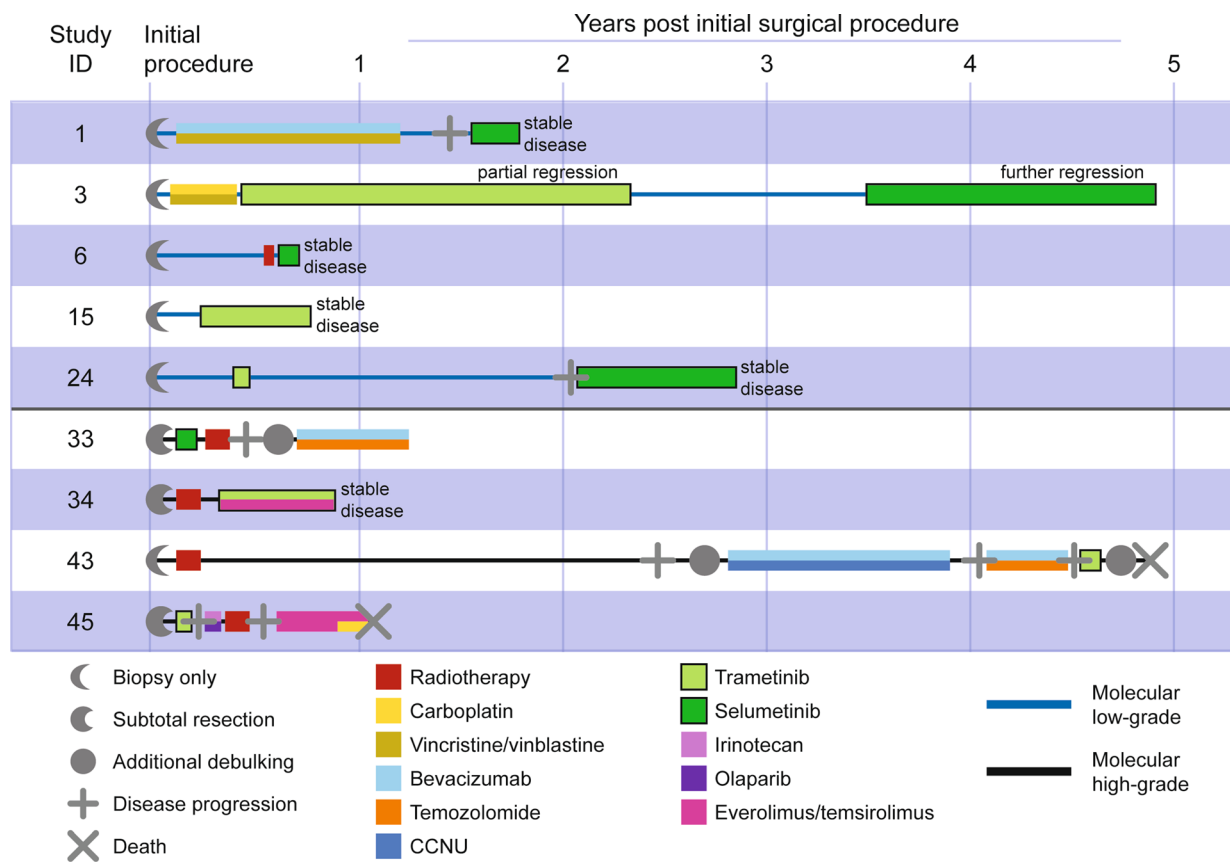 Years post initial surgical procedure
Study
ID
Initial
procedure
1
2
3
4
5
1
stable
disease
3
partial regression
further regression
6
stable
disease
15
stable
disease
24
stable
disease
33
34
stable
disease
43
45
Biopsy only
Subtotal resection
Additional debulking
Disease progression
Death
Radiotherapy
Carboplatin
Vincristine/vinblastine
Bevacizumab
Temozolomide
CCNU
Trametinib
Selumetinib
Irinotecan
Olaparib
Everolimus/temsirolimus
Molecular
low-grade
Molecular
high-grade